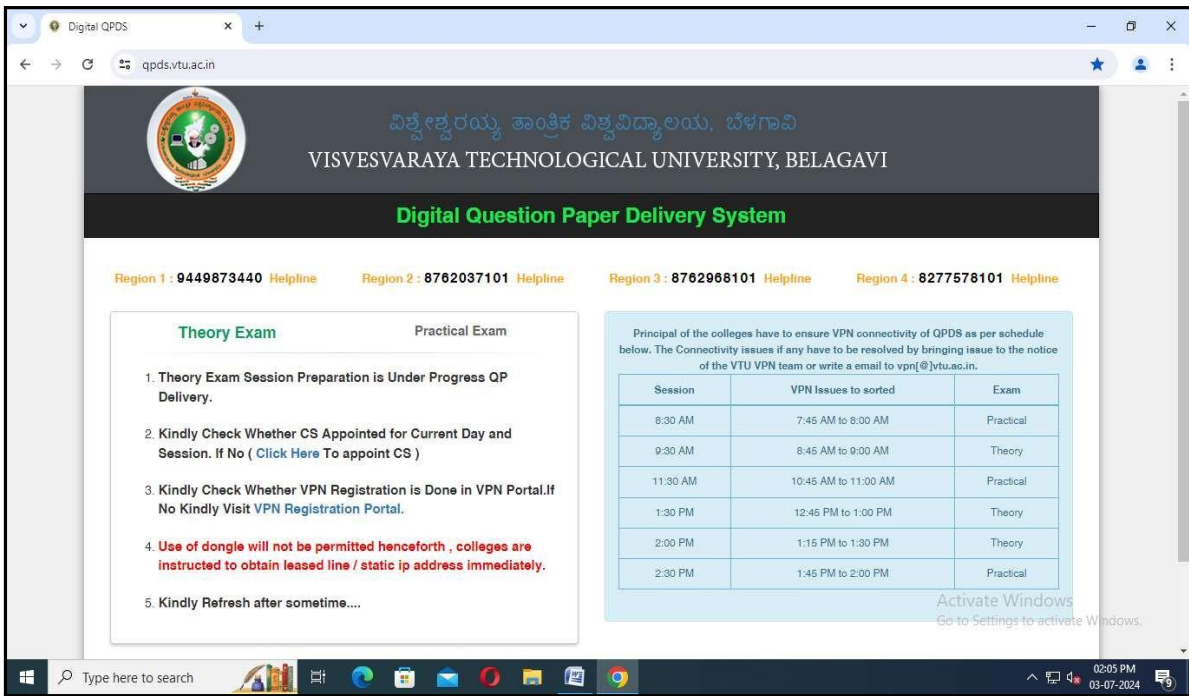 Digital QPDS
qpds.vtu.ac.in
ವಿಶ್ವೇಶ್ವರಯ್ಯ ತಾಂತ್ರಿಕ ವಿಶ್ವವಿದ್ಯಾಲಯ, ಬೆಳಗಾವಿ
VISVESVARAYA TECHNOLOGICAL UNIVERSITY, BELAGAVI
Digital Question Paper Delivery System
Region 1 : 9449873440 Helpline Region 2 : 8762037101 Helpline Region 3 : 8762968101 Helpline Region 4 : 8277578101 Helpline
Theory Exam Practical Exam
1. Theory Exam Session Preparation is Under Progress QP
Delivery.
2. Kindly Check Whether CS Appointed for Current Day and
Session. If No ( Click Here To appoint CS )
3. Kindly Check Whether VPN Registration is Done in VPN Portal.If
No Kindly Visit VPN Registration Portal.
4. Use of dongle will not be permitted henceforth , colleges are
instructed to obtain leased line / static ip address immediately.
5. Kindly Refresh after sometime....
Principal of the colleges have to ensure VPN connectivity of QPDS as per schedule
below. The Connectivity issues if any have to be resolved by bringing issue to the notice
of the VTU VPN team or write a email to vpn[@]vtu.ac.in.
Session VPN Issues to sorted Exam
8:30 AM 7:45 AM to 8:00 AM Practical
9:30 AM 8:45 AM to 9:00 AM Theory
11:30 AM 10:45 AM to 11:00 AM Practical
1:30 PM 12:45 PM to 1:00 PM Theory
2:00 PM 1:15 PM to 1:30 PM Theory
2:30 PM 1:45 PM to 2:00 PM Practical
Activate Windows
Go to Settings to activate Windows.
Type here to search
02:05 PM
03-07-2024
9